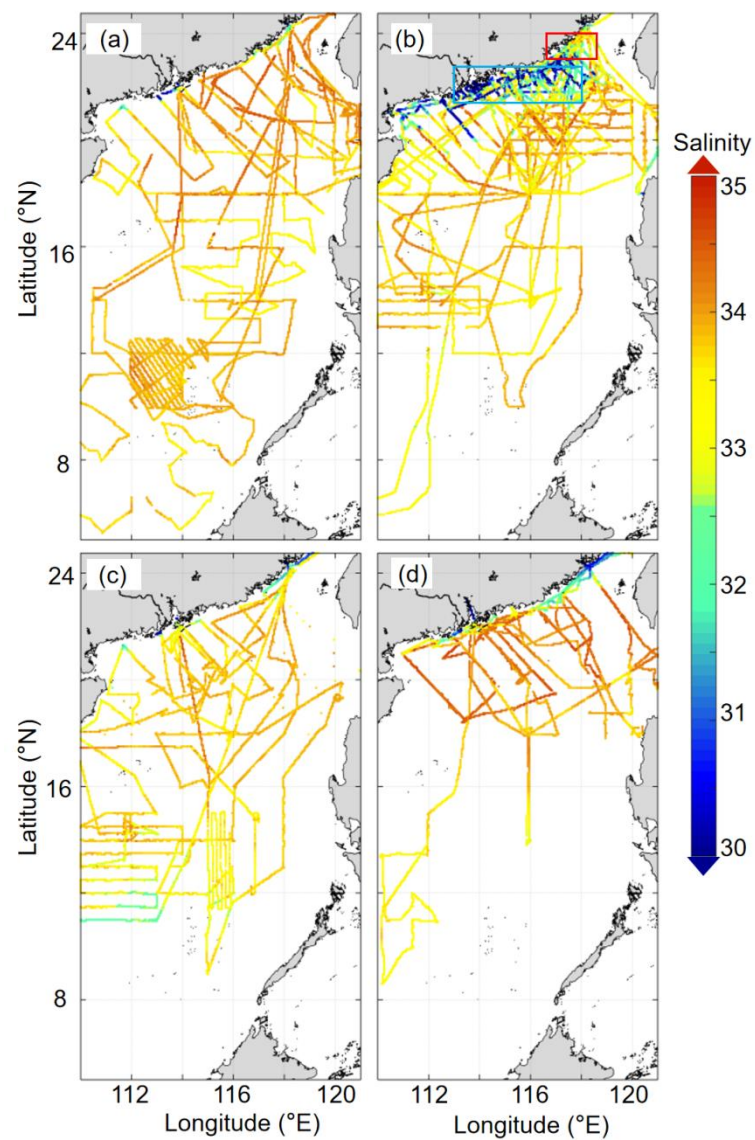 (a)
(b)
24
16
8
Latitude (°N)
Salinity
35
34
33
32
31
30
(c)
(d)
24
16
8
Latitude (°N)
112
116
120
112
116
120
Longitude (°E)
Longitude (°E)